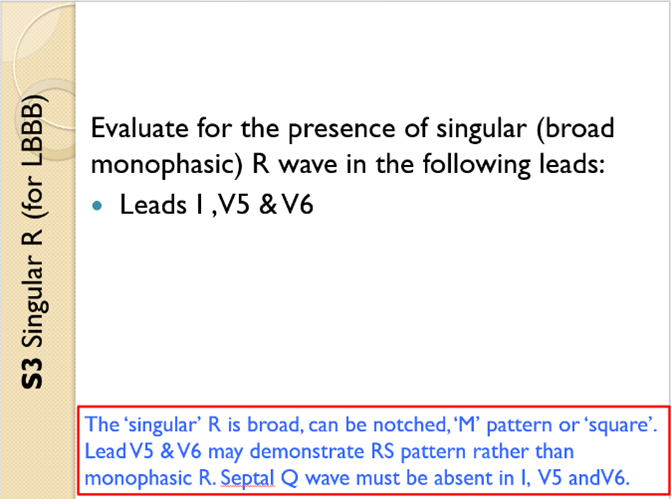 S3 Singular R (for LBBB)
Evaluate for the presence of singular (broad
monophasic) R wave in the following leads:
• Leads I ,V5 & V6
The ‘singular’ R is broad, can be notched, ‘M’ pattern or ‘square’.
Lead V5 & V6 may demonstrate RS pattern rather than
monophasic R. Septal Q wave must be absent in I, V5 andV6.